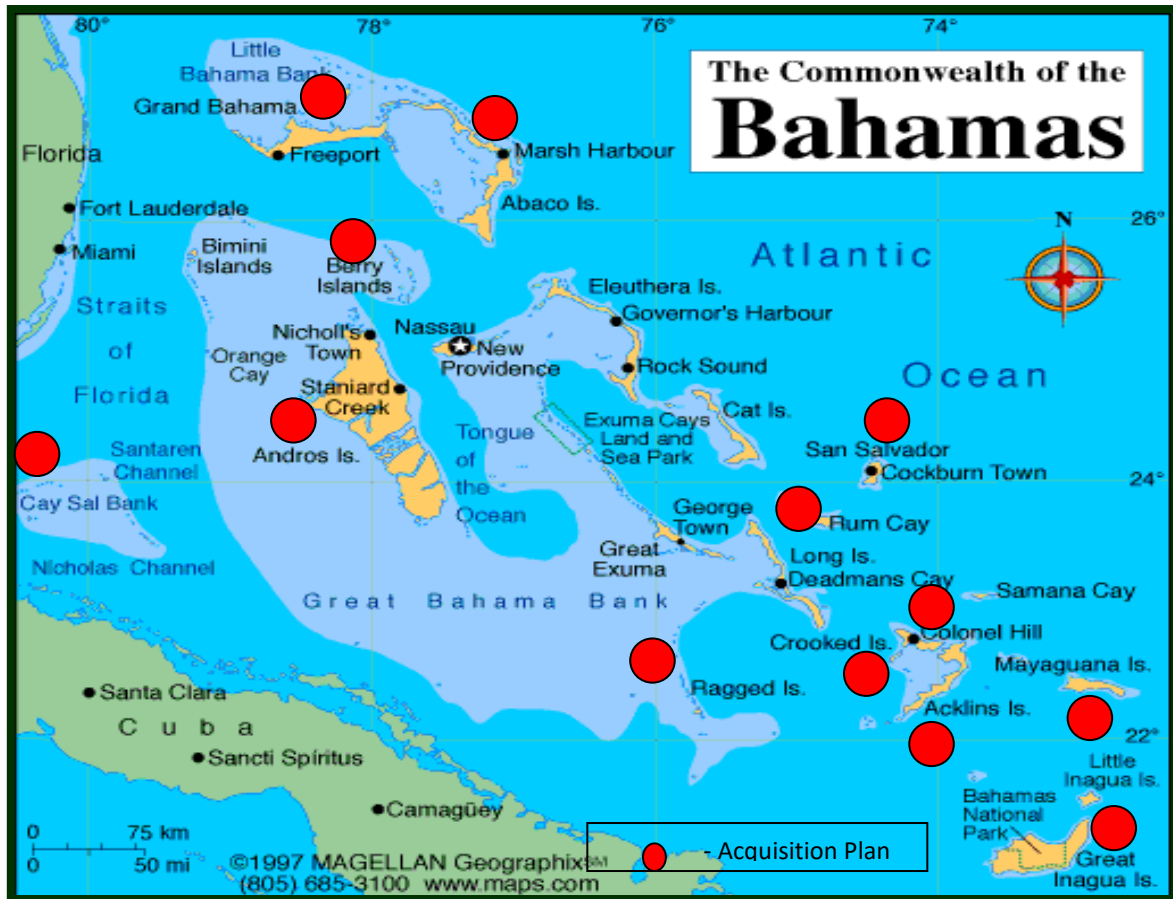 80°
78°
76°
74°
Little
Bahama Bank
Grand Bahama
The Commonwealth of the
Bahamas
Florida
Freeport
Marsh Harbour
Abaco Is.
Fort Lauderdale
26°
N
Miami
Bimini
Islands
Berry
Islands
Atlantic
Ocean
Straits
of
Florida
Eleuthera Is.
Governor's Harbour
Nicholl's
Town
Nassau
New
Providence
Orange
Cay
Rock Sound
Staniard
Creek
Cat Is.
Exuma Cays
Land and
Sea Park
Tongue
of
the
Ocean
Andros Is.
Santaren
Channel
San Salvador
Cockburn Town
24°
Cay Sal Bank
George
Town
Rum Cay
Great
Exuma
Long Is.
Deadmans Cay
Nicholas Channel
Great Bahama Bank
Samana Cay
Crooked Is.
Colonel Hill
Mayaguana Is.
Ragged Is.
Acklins Is.
Santa Clara
Cuba
22°
Sancti Spíritus
Little
Inagua Is.
Bahamas
National
Park
Camagüey
0 75 km
0 50 mi
©1997 MAGELLAN Geographix℠
(805) 685-3100 www.maps.com
- Acquisition Plan
Great
Inagua Is.